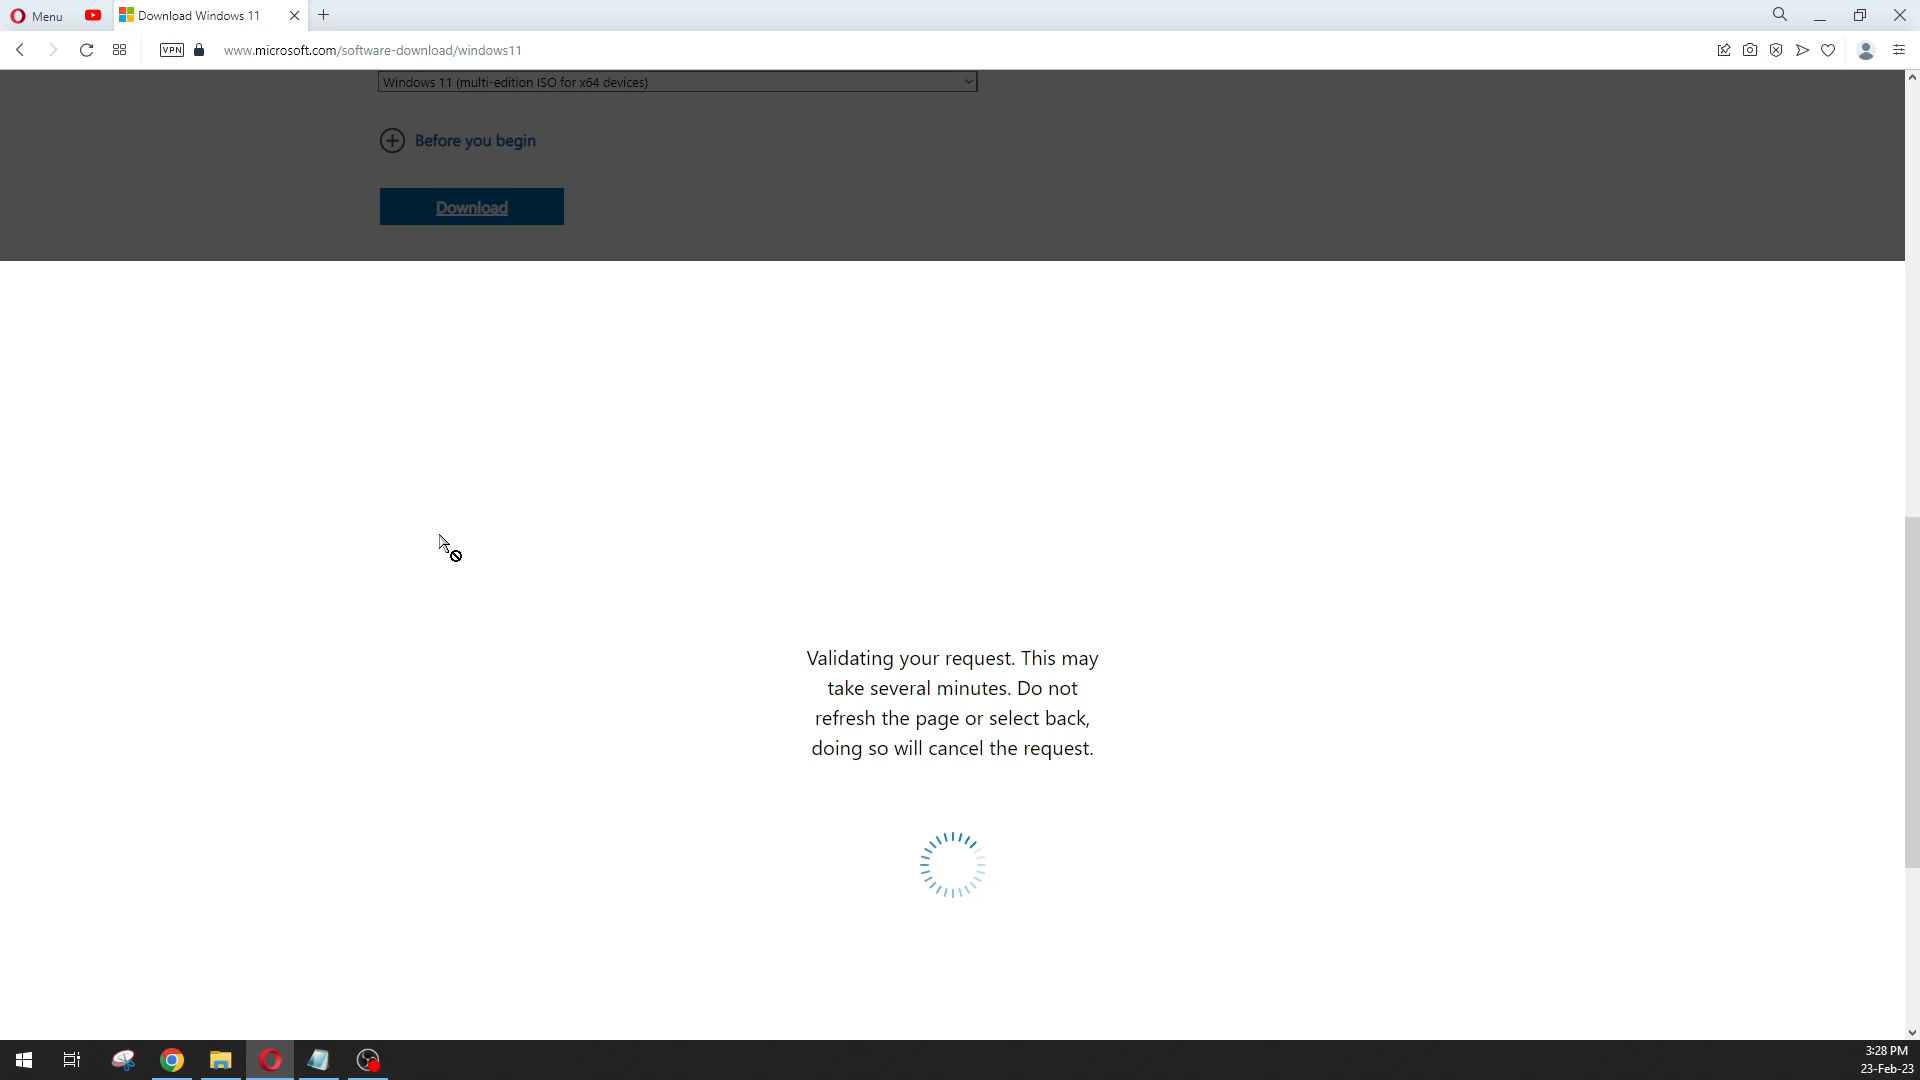 Menu
Download Windows 11
VPN
www.microsoft.com/software-download/windows11
Windows 11 (multi-edition ISO for x64 devices)
Before you begin
Download
Validating your request. This may
take several minutes. Do not
refresh the page or select back,
doing so will cancel the request.
3:28 PM
23-Feb-23